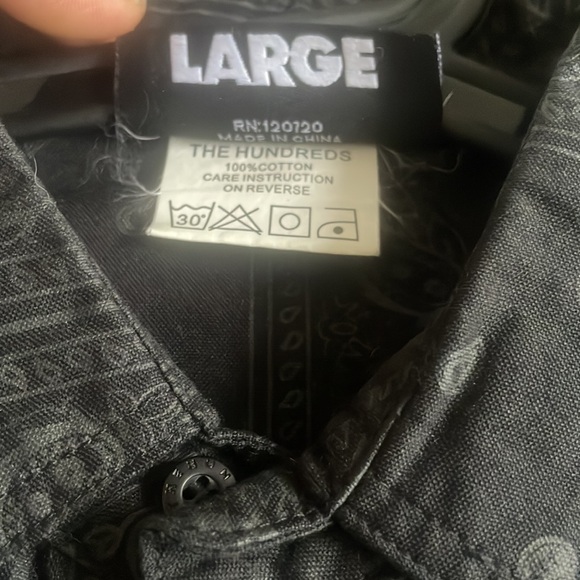 LARGE
RN:120720
MADE IN CHINA
THE HUNDREDS
100%COTTON
CARE INSTRUCTION
ON REVERSE
30°